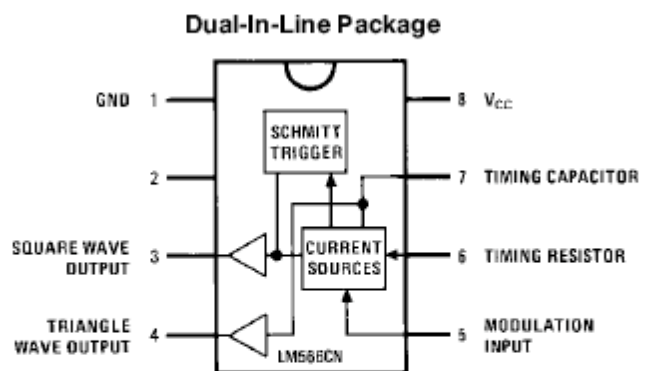 Dual-In-Line Package
GND 1
8 VCC
SCHMITT
TRIGGER
2
7 TIMING CAPACITOR
SQUARE WAVE
OUTPUT
3
CURRENT
SOURCES
6 TIMING RESISTOR
TRIANGLE
WAVE OUTPUT
4
5 MODULATION
INPUT
LM566CN